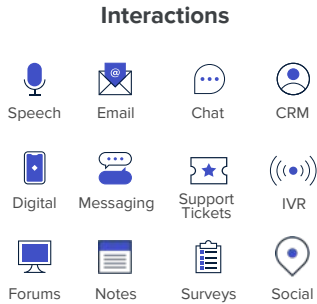 Interactions
Speech
Email
Chat
CRM
Digital
Messaging
Support
Tickets
IVR
Forums
Notes
Surveys
Social